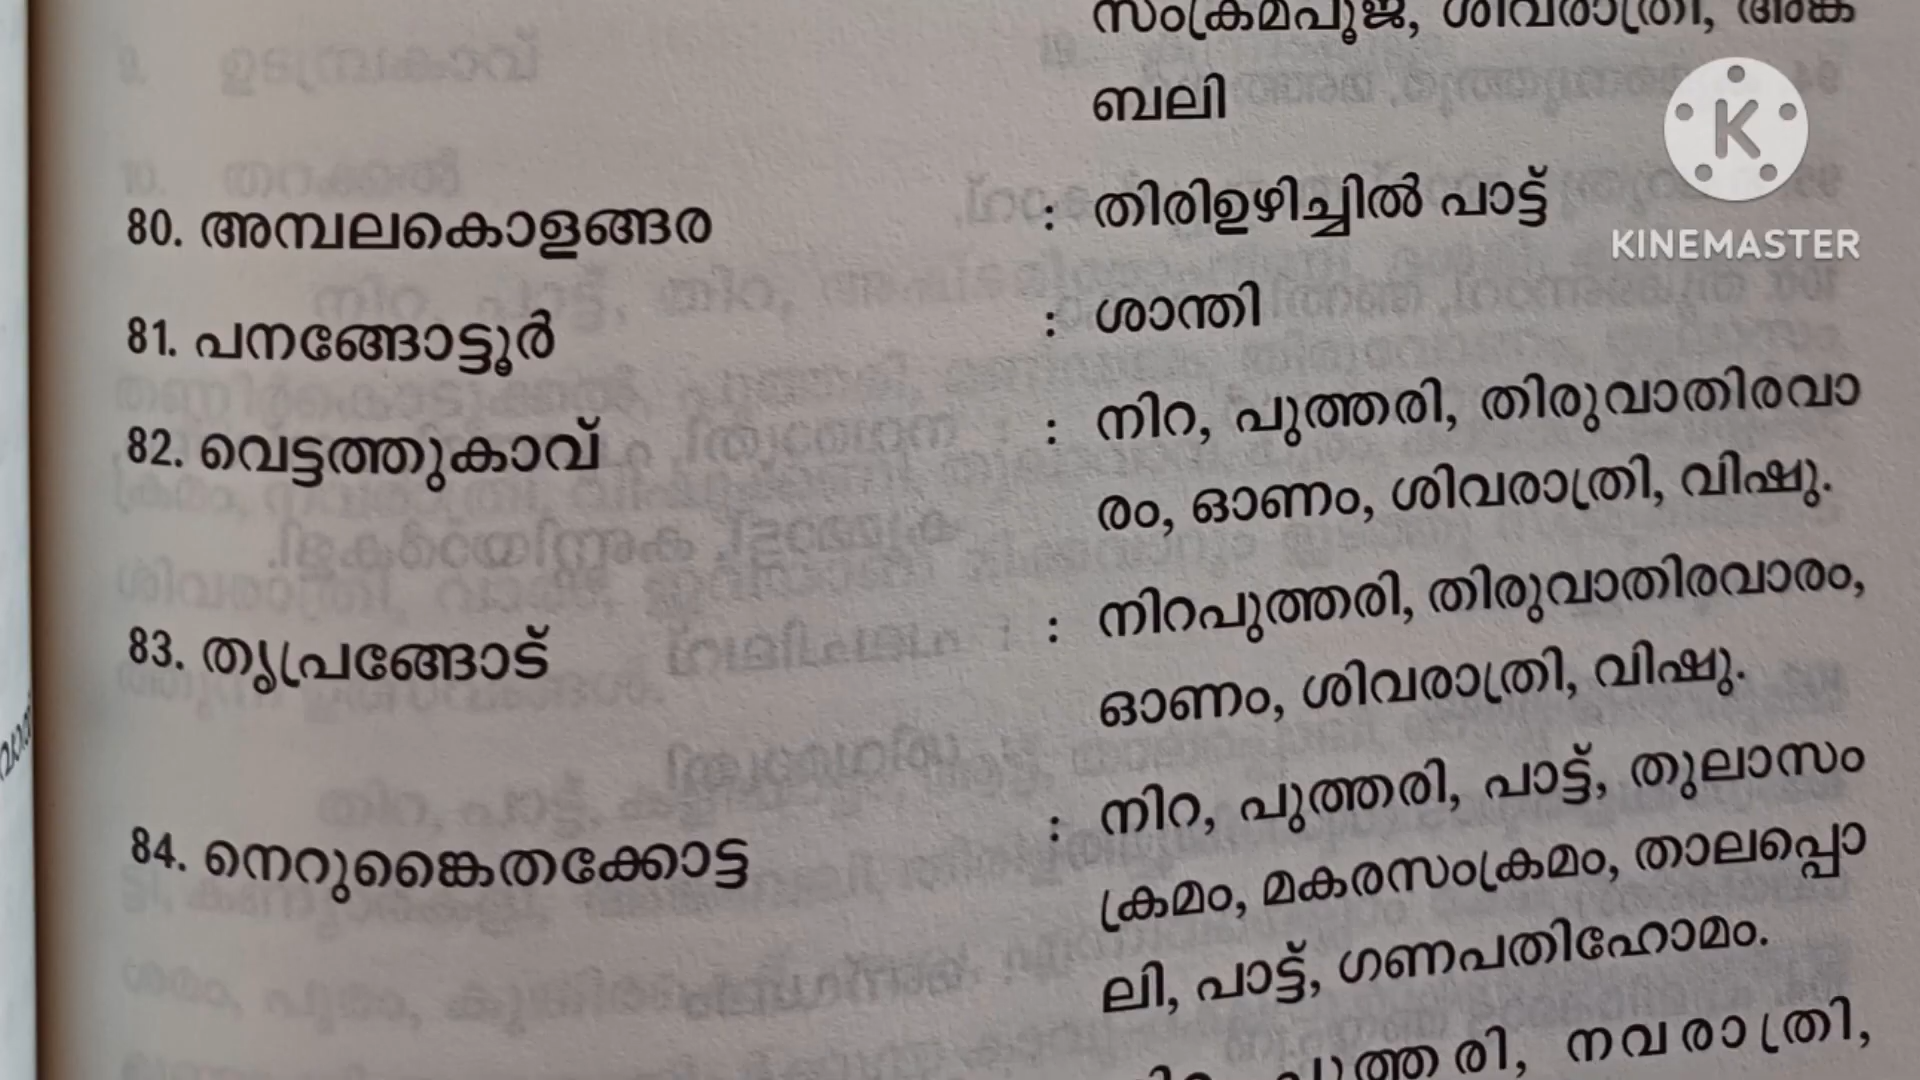 സംക്രമപൂജ, ശിവരാത്രി,
ബലി
80. അമ്പലകൊളങ്ങര : തിരിഉഴിച്ചിൽ പാട്ട്
81. പനങ്ങോട്ടൂർ : ശാന്തി
82. വെട്ടത്തുകാവ് : നിറ, പുത്തരി, തിരുവാതിരവാ
രം, ഓണം, ശിവരാത്രി, വിഷു.
83. തൃപ്രങ്ങോട് : നിറപുത്തരി, തിരുവാതിരവാരം,
ഓണം, ശിവരാത്രി, വിഷു.
84. നെറുങ്കൈതക്കോട്ട : നിറ, പുത്തരി, പാട്ട്, തുലാസം
ക്രമം, മകരസംക്രമം, താലപ്പൊ
ലി, പാട്ട്, ഗണപതിഹോമം.
പുത്തരി, നവരാത്രി,
K
KINEMASTER